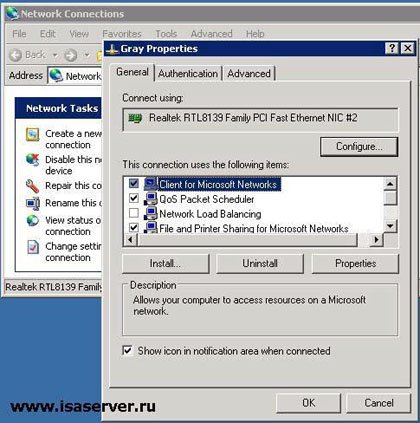 Network Connections
File Edit View Favorites Tools Advanced Help
Back
Address Network
Network Tasks
Create a new
connection
Disable this ne
device
Repair this co
Rename this c
View status o
connection
Change settin
connection
Realtek RTL8139 Family
Gray Properties
General Authentication Advanced
Connect using:
Realtek RTL8139 Family PCI Fast Ethernet NIC #2
Configure...
This connection uses the following items:
Client for Microsoft Networks
QoS Packet Scheduler
Network Load Balancing
File and Printer Sharing for Microsoft Networks
Install... Uninstall Properties
Description
Allows your computer to access resources on a Microsoft
network.
Show icon in notification area when connected
OK Cancel
www.isaserver.ru